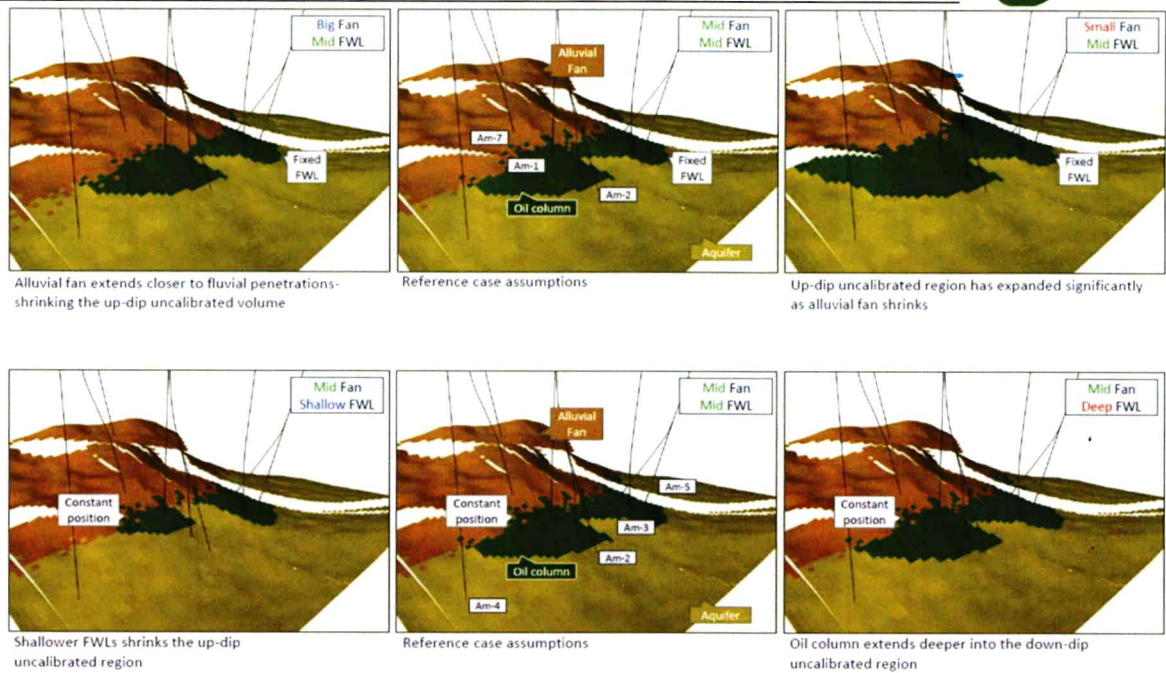 Big Fan
Mid FWL
Fixed
FWL
Alluvial fan extends closer to fluvial penetrations-
shrinking the up-dip uncalibrated volume
Mid Fan
Mid FWL
Alluvial
Fan
Am-7
Am-1
Fixed
FWL
Am-2
Oil column
Aquifer
Reference case assumptions
Small Fan
Mid FWL
Fixed
FWL
Up-dip uncalibrated region has expanded significantly
as alluvial fan shrinks
Mid Fan
Shallow FWL
Constant
position
Shallower FWLs shrinks the up-dip
uncalibrated region
Mid Fan
Mid FWL
Alluvial
Fan
Am-5
Constant
position
Am-3
Am-2
Oil column
Am-4
Aquifer
Reference case assumptions
Mid Fan
Deep FWL
Constant
position
Oil column extends deeper into the down-dip
uncalibrated region